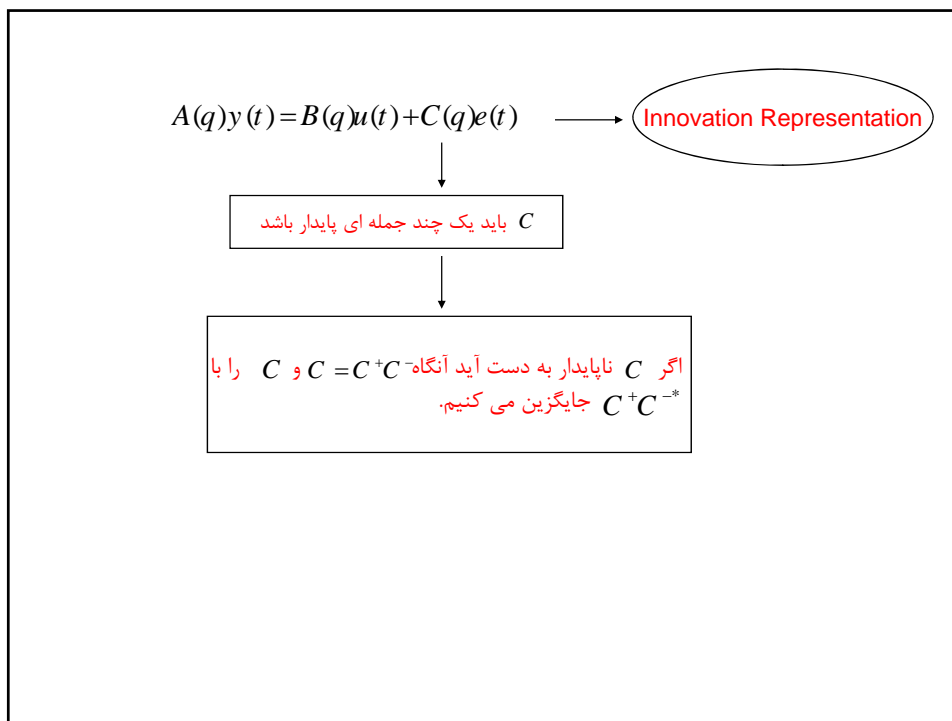 A(q)y(t)=B(q)u(t)+C(q)e(t)
Innovation Representation
C باید یک چند جمله ای پایدار باشد
اگر C ناپایدار به دست آید آنگاه C = C⁺C⁻ و C را با
C⁺C⁻* جایگزین می کنیم.